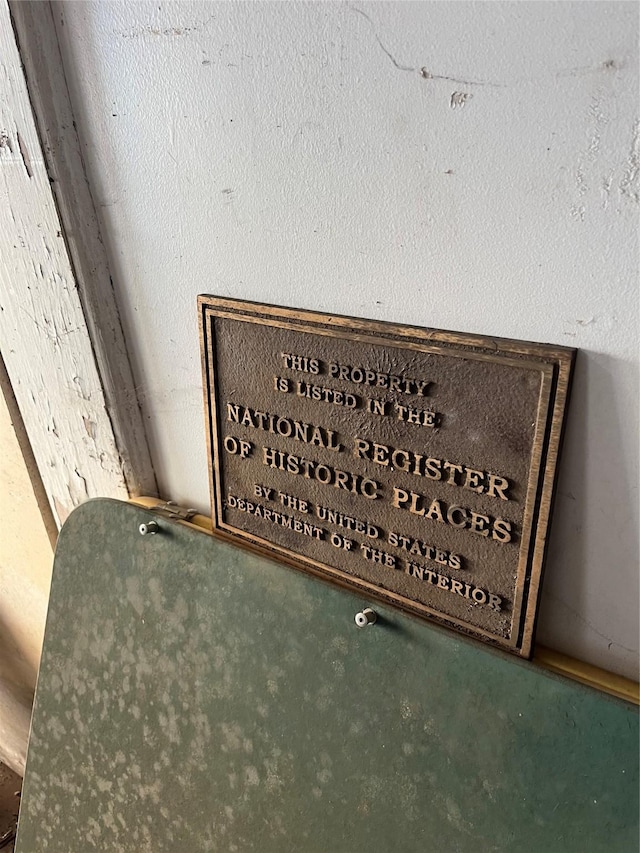 THIS PROPERTY
IS LISTED IN THE
NATIONAL REGISTER
OF HISTORIC PLACES
BY THE UNITED STATES
DEPARTMENT OF THE INTERIOR